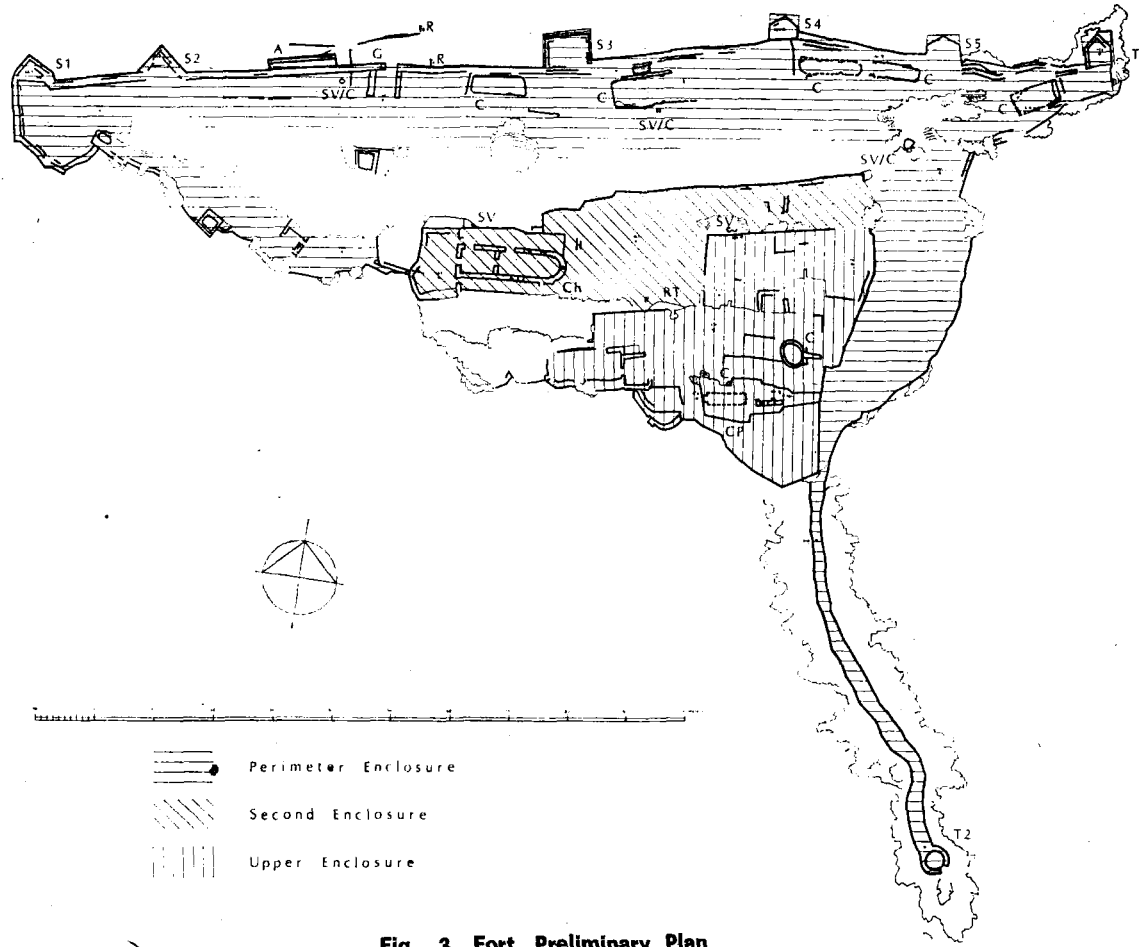 R
S4
S1
S2
A
G
R
S3
S5
T
SV/C
C
C
C
C
C
SV/C
SV/C
SV
H
SV
Ch
RT
C
C
CP
Perimeter Enclosure
Second Enclosure
Upper Enclosure
T2
Fig. 3 Fort Preliminary Plan